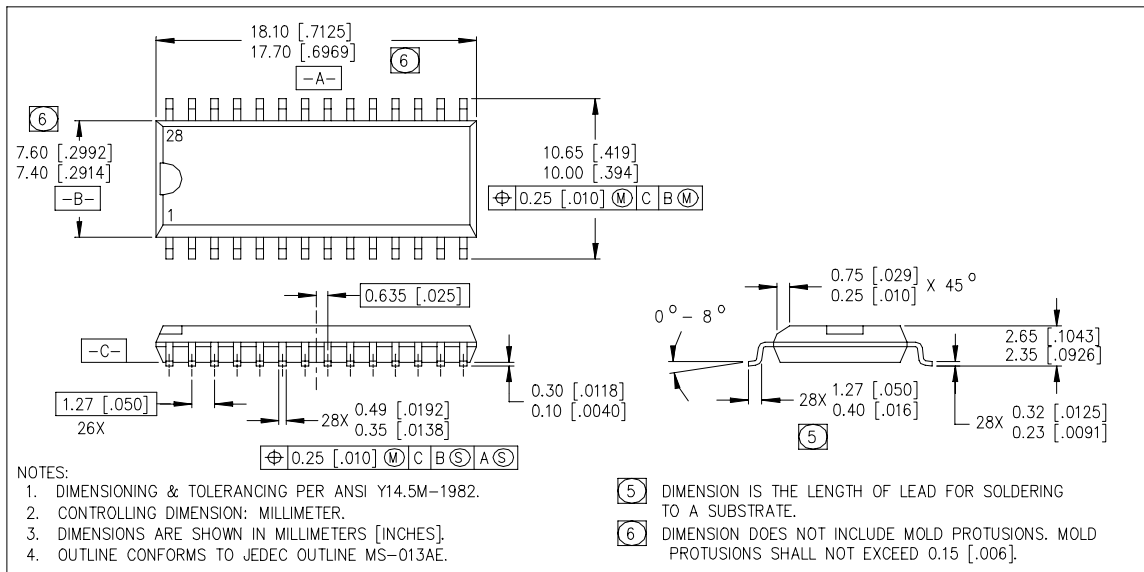 18.10 [.7125]
17.70 [.6969]
6
-A-
6
7.60 [.2992]
7.40 [.2914]
-B-
28
1
10.65 [.419]
10.00 [.394]
⌖ 0.25 [.010] Ⓜ C B Ⓜ
0.635 [.025]
-C-
1.27 [.050]
26X
28X 0.49 [.0192]
0.35 [.0138]
⌖ 0.25 [.010] Ⓜ C B Ⓢ A Ⓢ
0.30 [.0118]
0.10 [.0040]
0.75 [.029]
0.25 [.010] X 45°
0° - 8°
2.65 [.1043]
2.35 [.0926]
28X 1.27 [.050]
0.40 [.016]
5
28X 0.32 [.0125]
0.23 [.0091]
NOTES:
1. DIMENSIONING & TOLERANCING PER ANSI Y14.5M-1982.
2. CONTROLLING DIMENSION: MILLIMETER.
3. DIMENSIONS ARE SHOWN IN MILLIMETERS [INCHES].
4. OUTLINE CONFORMS TO JEDEC OUTLINE MS-013AE.
5 DIMENSION IS THE LENGTH OF LEAD FOR SOLDERING
TO A SUBSTRATE.
6 DIMENSION DOES NOT INCLUDE MOLD PROTUSIONS. MOLD
PROTUSIONS SHALL NOT EXCEED 0.15 [.006].